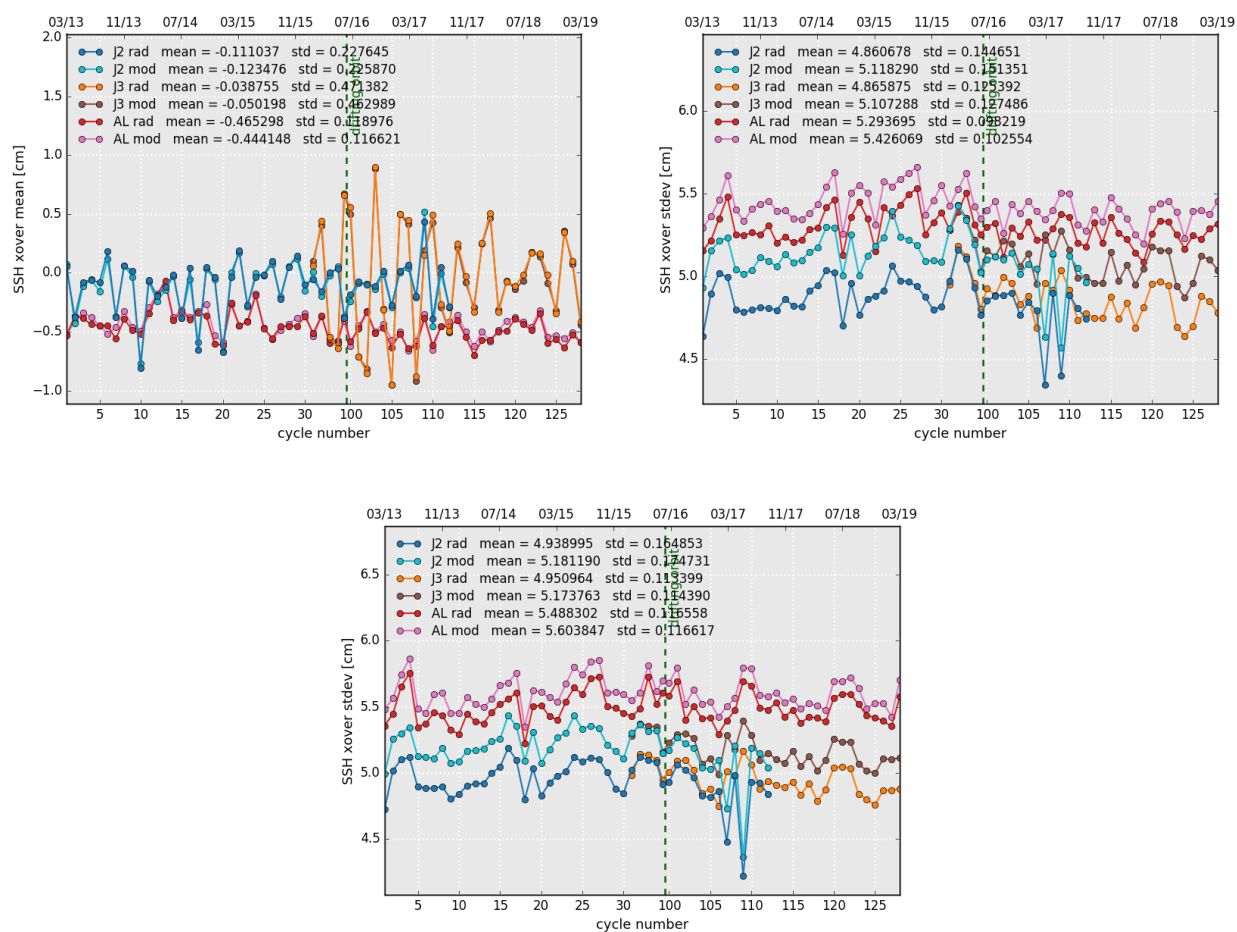 03/13 11/13 07/14 03/15 11/15 07/16 03/17 11/17 07/18 03/19
2.0
1.5
1.0
0.5
0.0
−0.5
−1.0
SSH xover mean [cm]
J2 rad mean = -0.111037 std = 0.227645
J2 mod mean = -0.123476 std = 0.225870
J3 rad mean = -0.038755 std = 0.471382
J3 mod mean = -0.050198 std = 0.462989
AL rad mean = -0.465298 std = 0.118976
AL mod mean = -0.444148 std = 0.116621
drifting orbit
5 10 15 20 25 30 100 105 110 115 120 125
cycle number
03/13 11/13 07/14 03/15 11/15 07/16 03/17 11/17 07/18 03/19
6.0
5.5
5.0
4.5
SSH xover stdev [cm]
J2 rad mean = 4.860678 std = 0.144651
J2 mod mean = 5.118290 std = 0.151351
J3 rad mean = 4.865875 std = 0.125392
J3 mod mean = 5.107288 std = 0.127486
AL rad mean = 5.293695 std = 0.098219
AL mod mean = 5.426069 std = 0.102554
drifting orbit
5 10 15 20 25 30 100 105 110 115 120 125
cycle number
03/13 11/13 07/14 03/15 11/15 07/16 03/17 11/17 07/18 03/19
6.5
6.0
5.5
5.0
4.5
SSH xover stdev [cm]
J2 rad mean = 4.938995 std = 0.164853
J2 mod mean = 5.181190 std = 0.174731
J3 rad mean = 4.950964 std = 0.113399
J3 mod mean = 5.173763 std = 0.114390
AL rad mean = 5.488302 std = 0.116558
AL mod mean = 5.603847 std = 0.116617
drifting orbit
5 10 15 20 25 30 100 105 110 115 120 125
cycle number